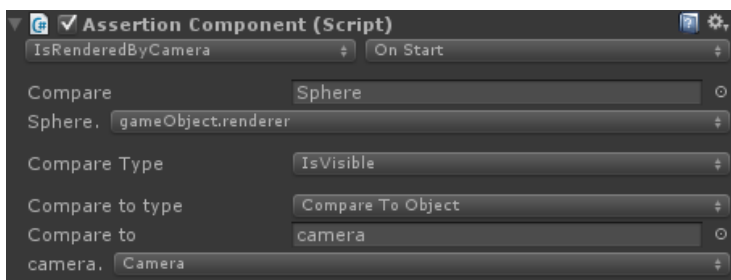 Assertion Component (Script)
IsRenderedByCamera On Start
Compare Sphere
Sphere. gameObject.renderer
Compare Type IsVisible
Compare to type Compare To Object
Compare to camera
camera. Camera